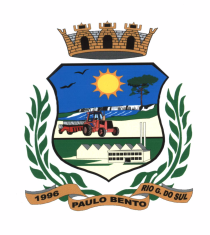 1996
PAULO BENTO
RIO G. DO SUL